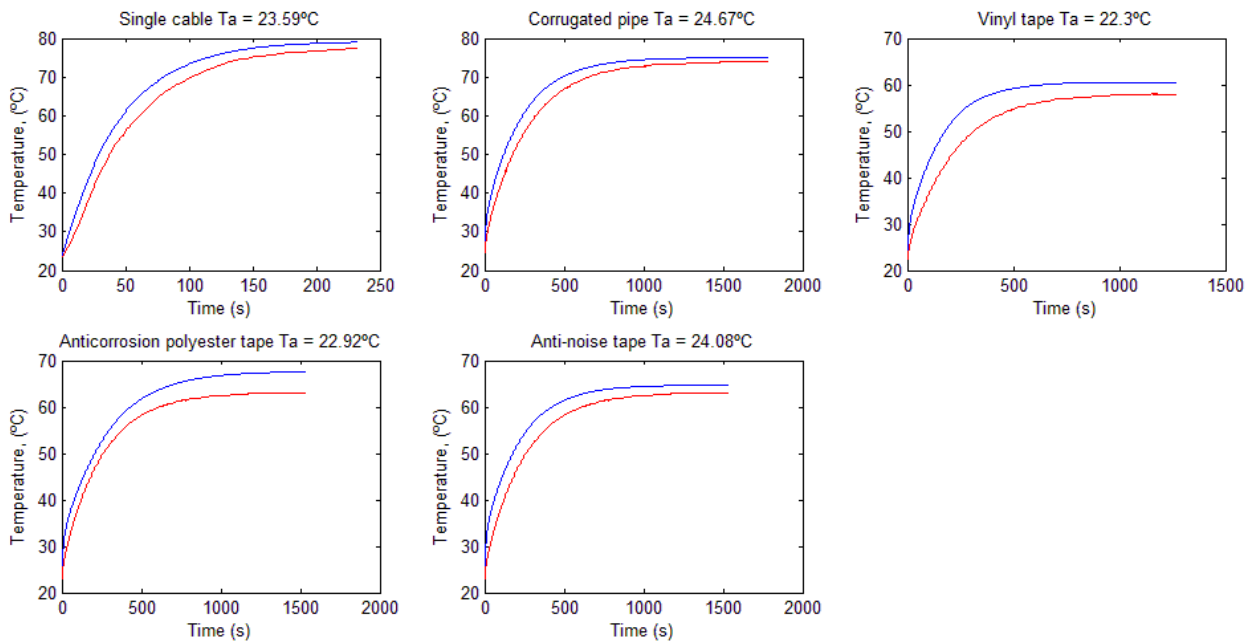 Single cable Ta = 23.59ºC
80
70
60
50
40
30
20
Temperature, (ºC)
0 50 100 150 200 250
Time (s)
Corrugated pipe Ta = 24.67ºC
80
70
60
50
40
30
20
Temperature, (ºC)
0 500 1000 1500 2000
Time (s)
Vinyl tape Ta = 22.3ºC
70
60
50
40
30
20
Temperature, (ºC)
0 500 1000 1500
Time (s)
Anticorrosion polyester tape Ta = 22.92ºC
70
60
50
40
30
20
Temperature, (ºC)
0 500 1000 1500 2000
Time (s)
Anti-noise tape Ta = 24.08ºC
70
60
50
40
30
20
Temperature, (ºC)
0 500 1000 1500 2000
Time (s)